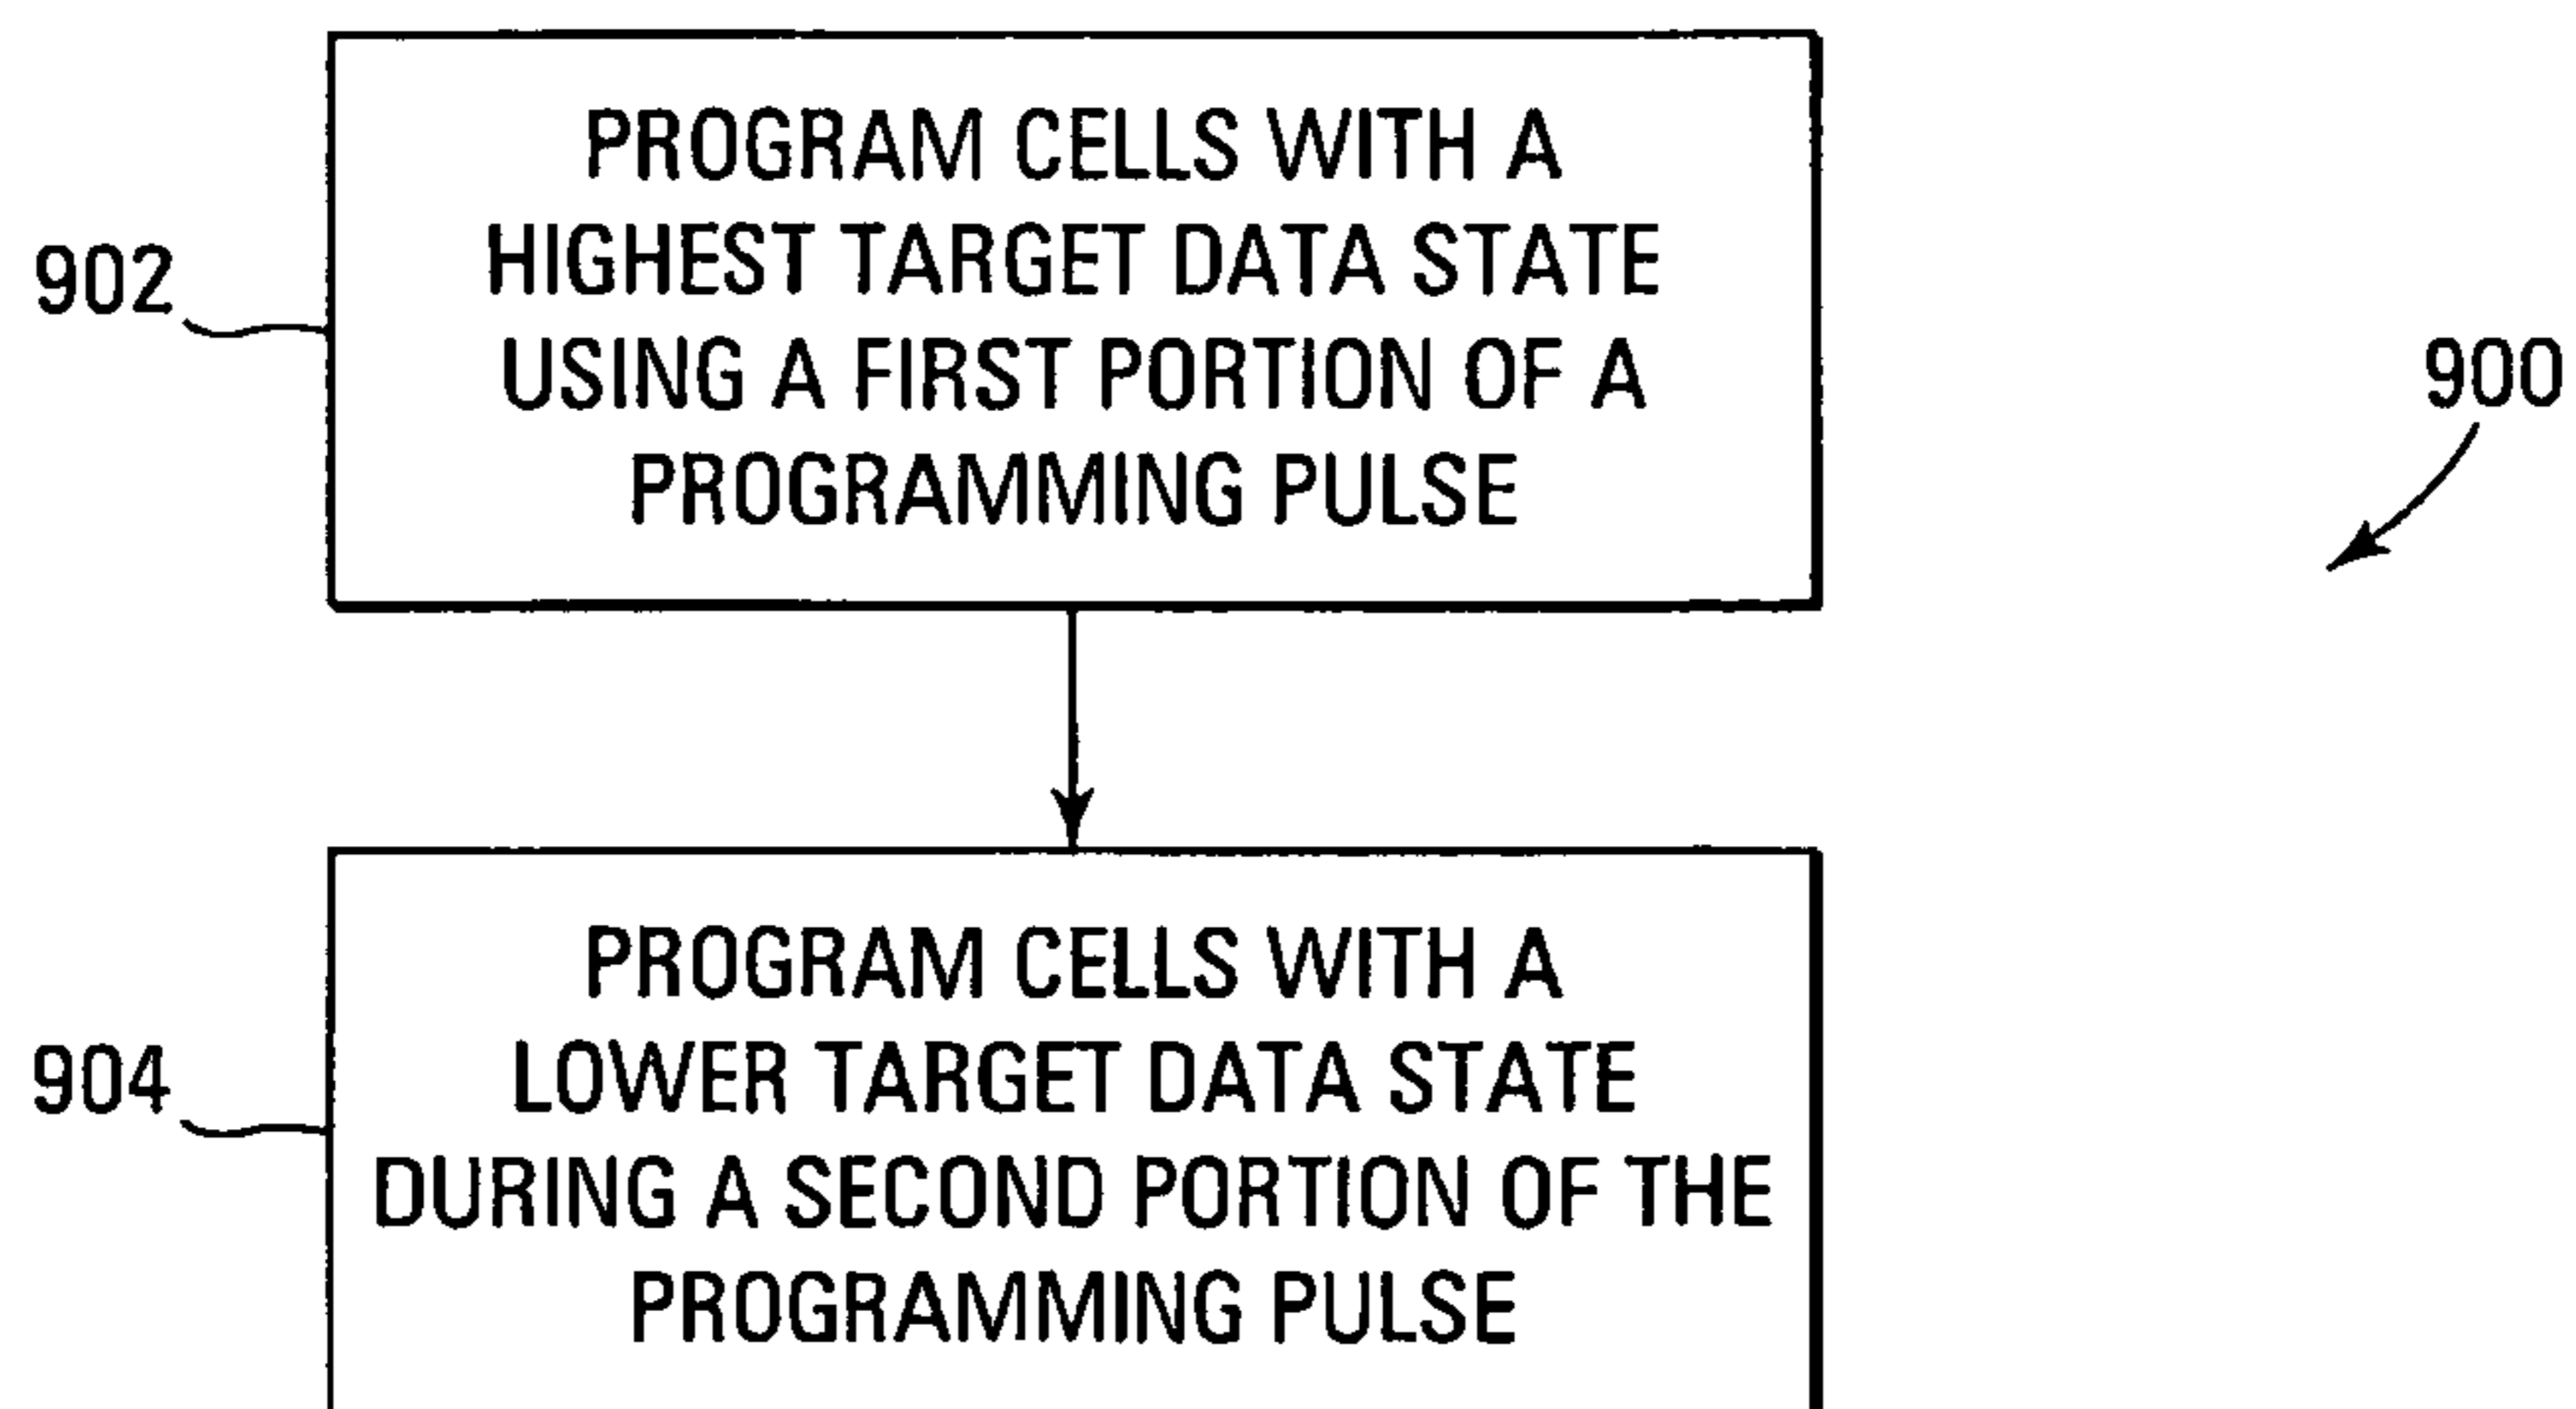 PROGRAM CELLS WITH A
HIGHEST TARGET DATA STATE
USING A FIRST PORTION OF A
PROGRAMMING PULSE
902
900
PROGRAM CELLS WITH A
LOWER TARGET DATA STATE
DURING A SECOND PORTION OF THE
PROGRAMMING PULSE
904